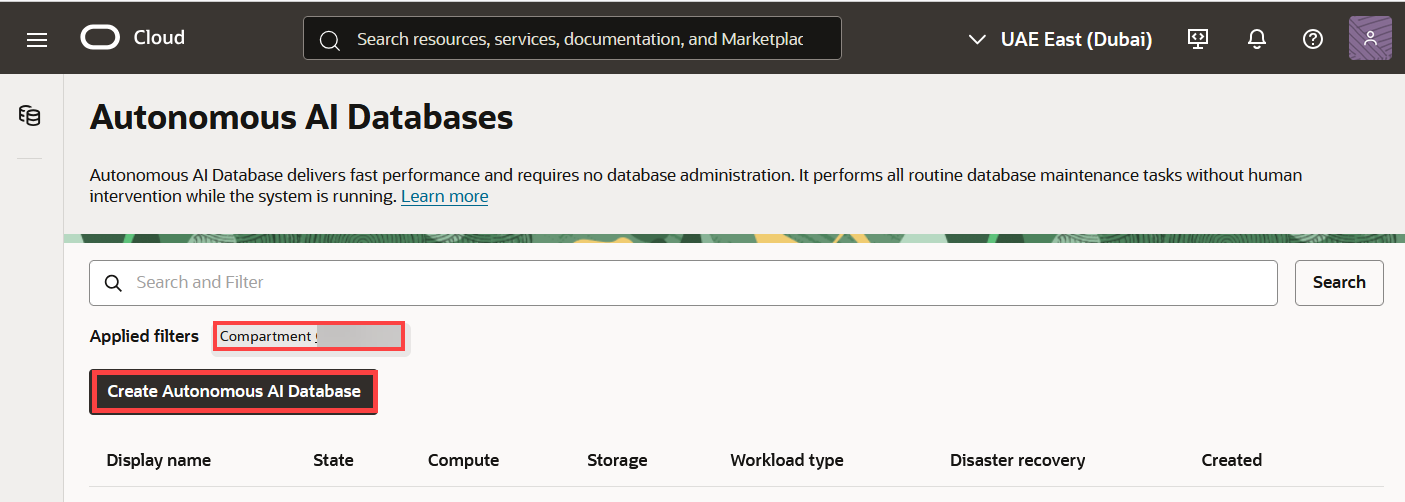 Cloud
Search resources, services, documentation, and Marketplac
UAE East (Dubai)
Autonomous AI Databases
Autonomous AI Database delivers fast performance and requires no database administration. It performs all routine database maintenance tasks without human
intervention while the system is running. Learn more
Search and Filter
Search
Applied filters
Compartment
Create Autonomous AI Database
Display name State Compute Storage Workload type Disaster recovery Created